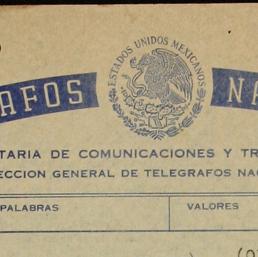 ESTADOS UNIDOS MEXICANOS
AFOS NA
TARIA DE COMUNICACIONES Y TR
ECCION GENERAL DE TELEGRAFOS NAC
PALABRAS VALORES